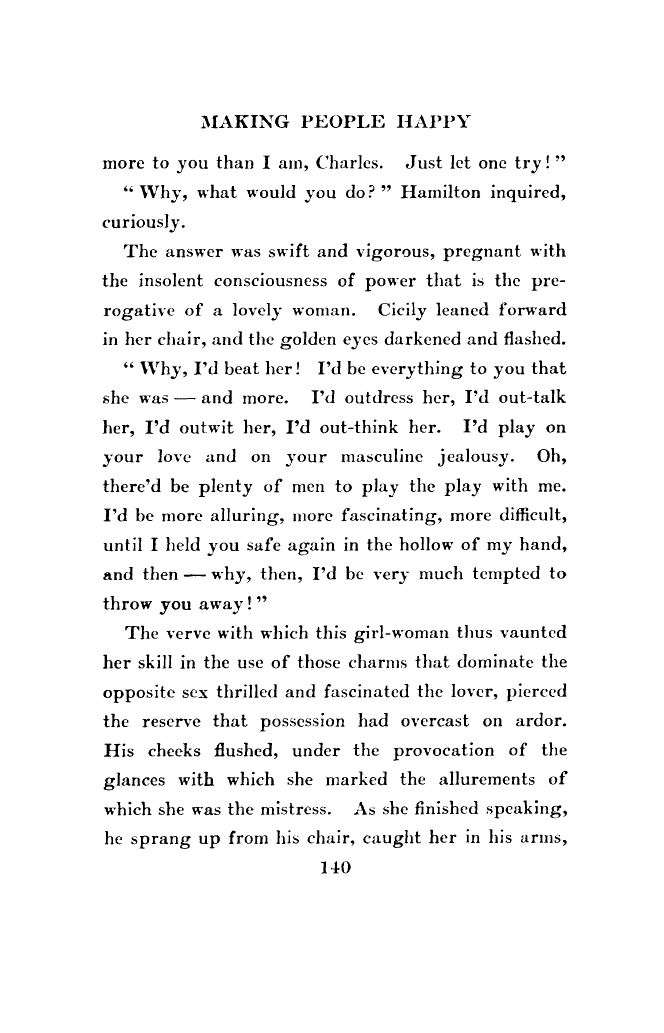 MAKING PEOPLE HAPPY
more to you than I am, Charles. Just let one try!”
“ Why, what would you do? ” Hamilton inquired,
curiously.
The answer was swift and vigorous, pregnant with
the insolent consciousness of power that is the pre-
rogative of a lovely woman. Cicily leaned forward
in her chair, and the golden eyes darkened and flashed.
“ Why, I’d beat her! I’d be everything to you that
she was — and more. I’d outdress her, I’d out-talk
her, I’d outwit her, I’d out-think her. I’d play on
your love and on your masculine jealousy. Oh,
there’d be plenty of men to play the play with me.
I’d be more alluring, more fascinating, more difficult,
until I held you safe again in the hollow of my hand,
and then — why, then, I’d be very much tempted to
throw you away!”
The verve with which this girl-woman thus vaunted
her skill in the use of those charms that dominate the
opposite sex thrilled and fascinated the lover, pierced
the reserve that possession had overcast on ardor.
His cheeks flushed, under the provocation of the
glances with which she marked the allurements of
which she was the mistress. As she finished speaking,
he sprang up from his chair, caught her in his arms,
140